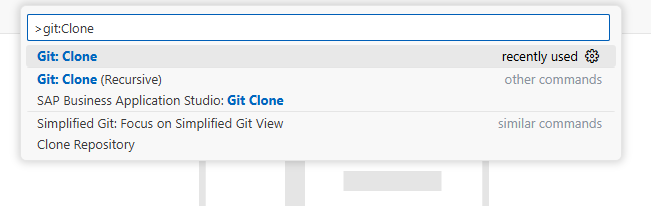 >git:Clone
Git: Clone recently used
Git: Clone (Recursive) other commands
SAP Business Application Studio: Git Clone
Simplified Git: Focus on Simplified Git View similar commands
Clone Repository